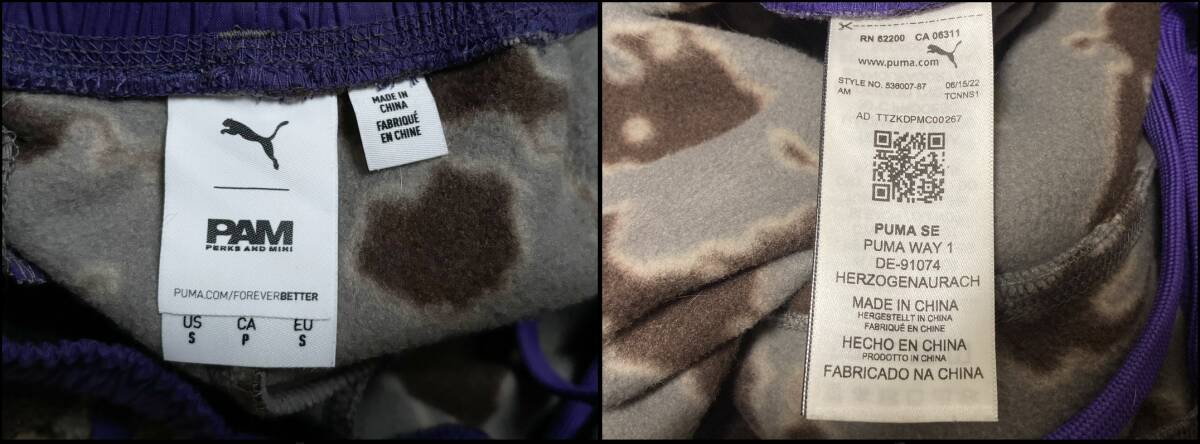 PAM
PERKS AND MINI
PUMA.COM/FOREVERBETTER
US CA EU
S P S
MADE IN
CHINA
FABRIQUÉ
EN CHINE
RN 62200 CA 06311
www.puma.com
STYLE NO. 536007-87 06/15/22
AM TCNNS1
AD TTZKDPMC00267
PUMA SE
PUMA WAY 1
DE-91074
HERZOGENAURACH
MADE IN CHINA
HERGESTELLT IN CHINA
FABRIQUÉ EN CHINE
HECHO EN CHINA
PRODOTTO IN CHINA
FABRICADO NA CHINA